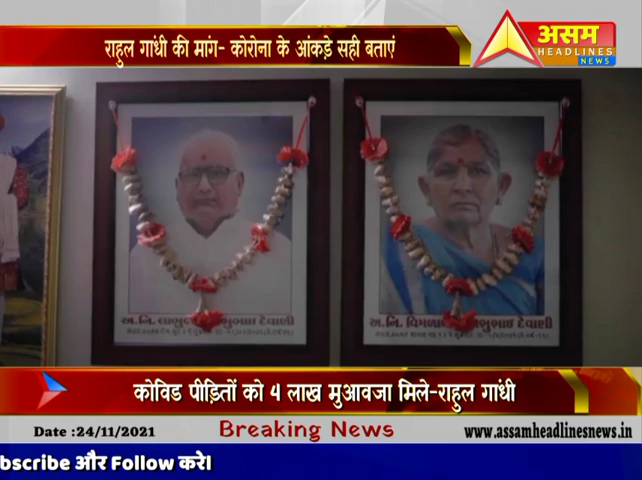 राहुल गांधी की मांग- कोरोना के आंकड़े सही बताएं
असम
HEADLINES
NEWS
અ.નિ. દેવાણી
અ.નિ. દેવાણી
कोविड पीड़ितों को 4 लाख मुआवजा मिले-राहुल गांधी
Date :24/11/2021
Breaking News
www.assamheadlinesnews.in
bscribe और Follow करें